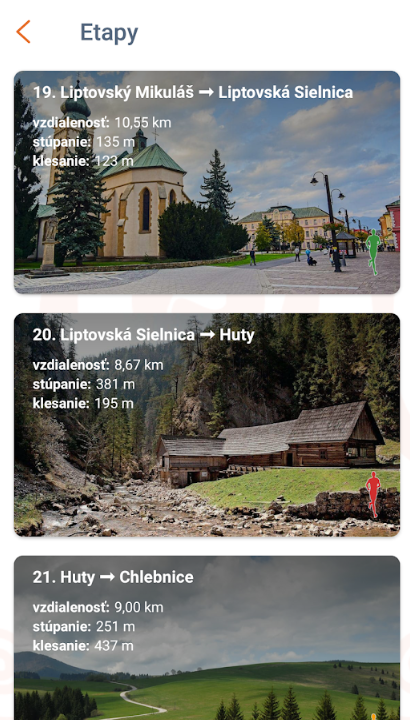 Etapy
19. Liptovský Mikuláš → Liptovská Sielnica
vzdialenosť: 10,55 km
stúpanie: 135 m
klesanie: 123 m
20. Liptovská Sielnica → Huty
vzdialenosť: 8,67 km
stúpanie: 381 m
klesanie: 195 m
21. Huty → Chlebnice
vzdialenosť: 9,00 km
stúpanie: 251 m
klesanie: 437 m